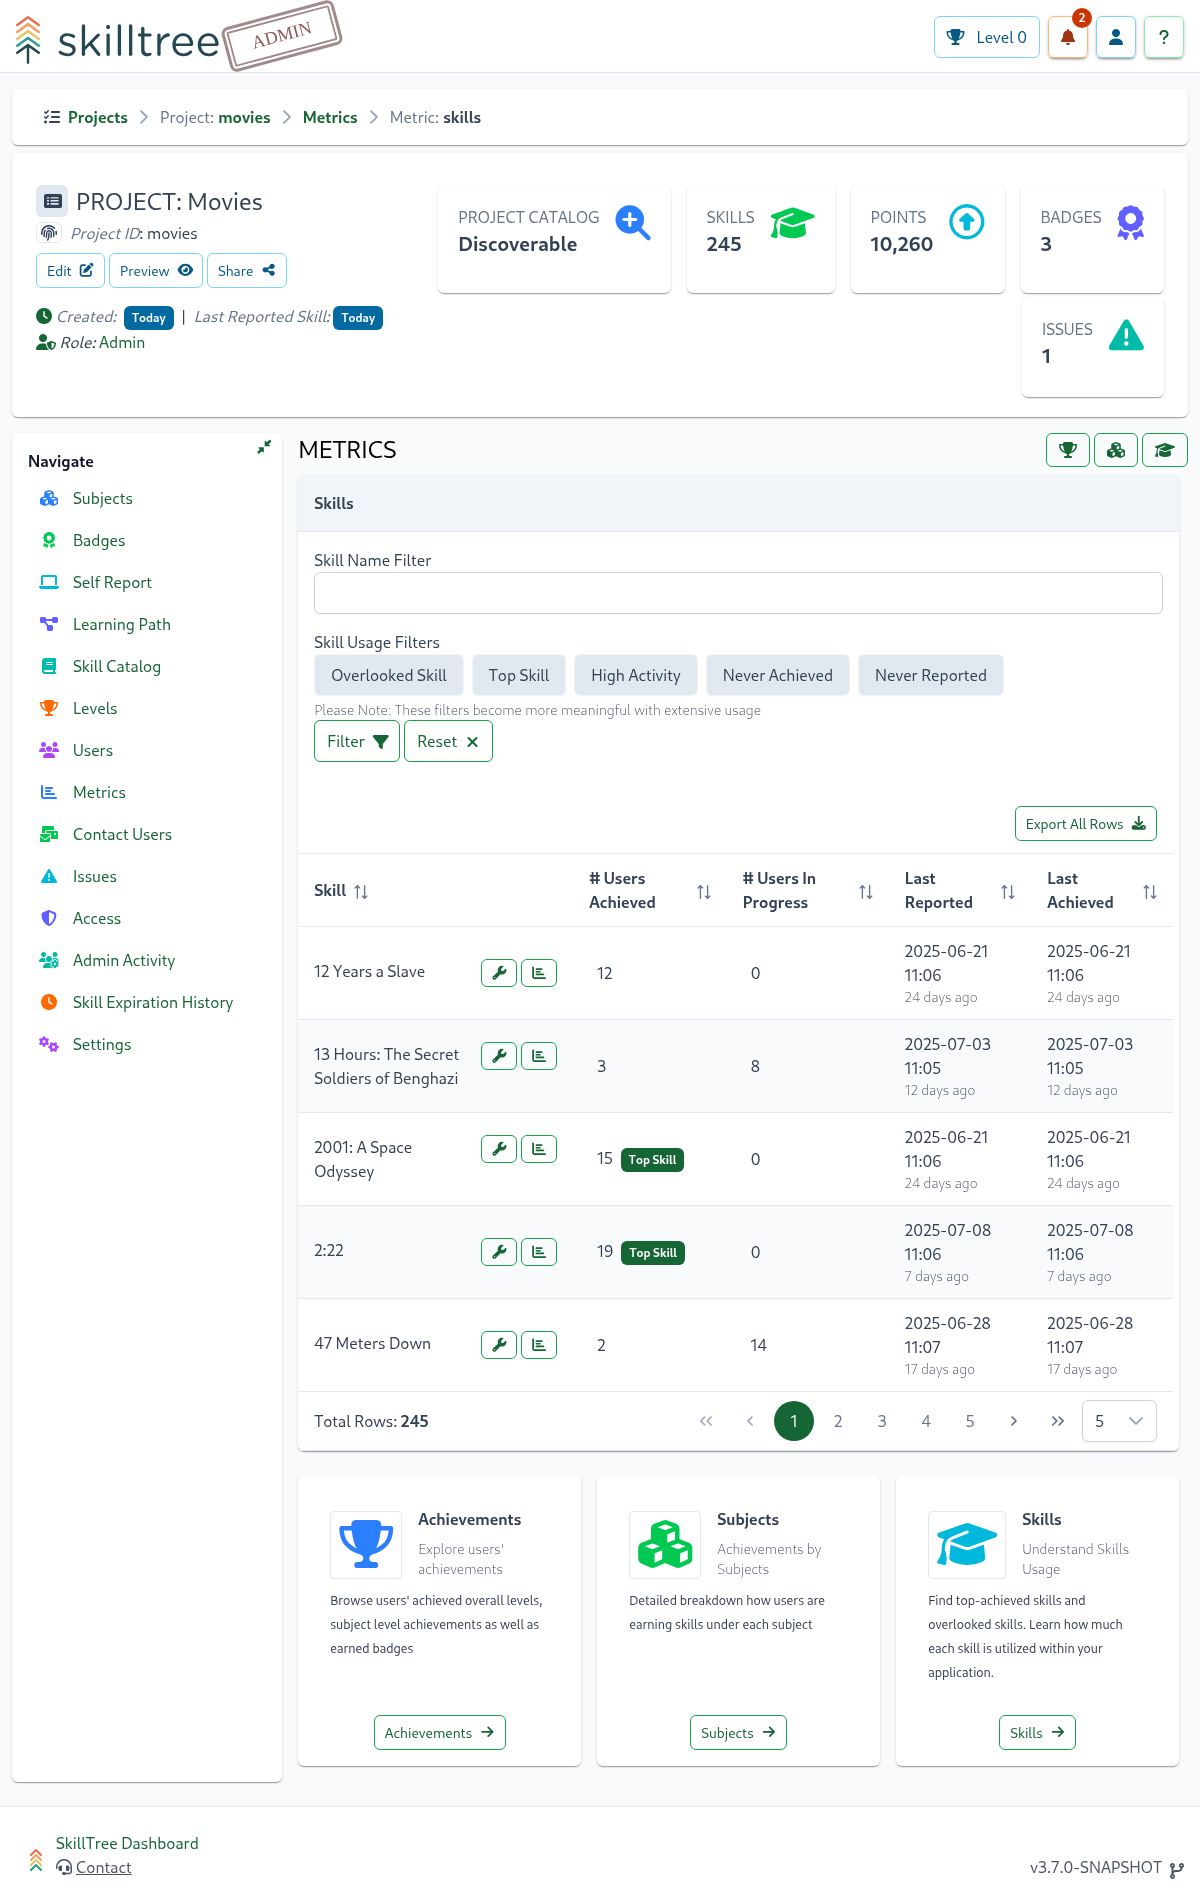 skilltree
ADMIN
Level 0
2
?
Projects > Project: movies > Metrics > Metric: skills
PROJECT: Movies
Project ID: movies
Edit
Preview
Share
Created: Today | Last Reported Skill: Today
Role: Admin
PROJECT CATALOG
Discoverable
SKILLS
245
POINTS
10,260
BADGES
3
ISSUES
1
Navigate
Subjects
Badges
Self Report
Learning Path
Skill Catalog
Levels
Users
Metrics
Contact Users
Issues
Access
Admin Activity
Skill Expiration History
Settings
METRICS
Skills
Skill Name Filter
Skill Usage Filters
Overlooked Skill
Top Skill
High Activity
Never Achieved
Never Reported
Please Note: These filters become more meaningful with extensive usage
Filter
Reset
Export All Rows
Skill
# Users
Achieved
# Users In
Progress
Last
Reported
Last
Achieved
12 Years a Slave
12
0
2025-06-21
11:06
24 days ago
2025-06-21
11:06
24 days ago
13 Hours: The Secret
Soldiers of Benghazi
3
8
2025-07-03
11:05
12 days ago
2025-07-03
11:05
12 days ago
2001: A Space
Odyssey
15 Top Skill
0
2025-06-21
11:06
24 days ago
2025-06-21
11:06
24 days ago
2:22
19 Top Skill
0
2025-07-08
11:06
7 days ago
2025-07-08
11:06
7 days ago
47 Meters Down
2
14
2025-06-28
11:07
17 days ago
2025-06-28
11:07
17 days ago
Total Rows: 245
1 2 3 4 5
5
Achievements
Explore users'
achievements
Browse users' achieved overall levels,
subject level achievements as well as
earned badges
Achievements
Subjects
Achievements by
Subjects
Detailed breakdown how users are
earning skills under each subject
Subjects
Skills
Understand Skills
Usage
Find top-achieved skills and
overlooked skills. Learn how much
each skill is utilized within your
application.
Skills
SkillTree Dashboard
Contact
v3.7.0-SNAPSHOT